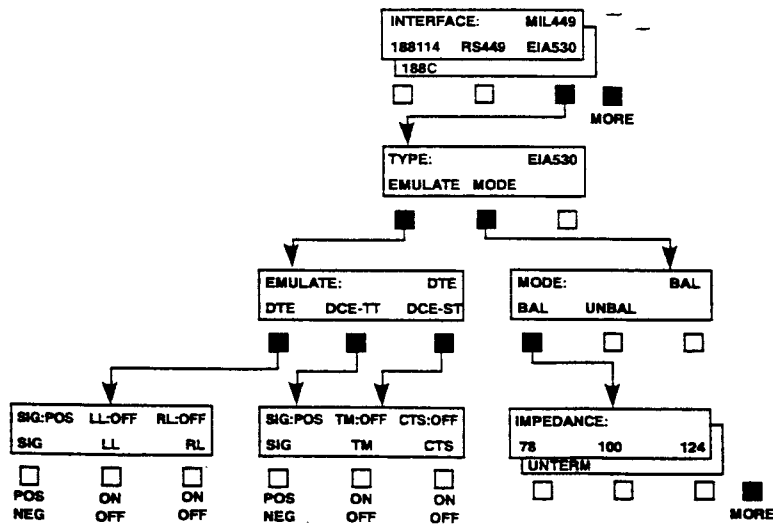 INTERFACE: MIL449
188114 RS449 EIA530
188C
MORE
TYPE: EIA530
EMULATE MODE
EMULATE: DTE
DTE DCE-TT DCE-ST
MODE: BAL
BAL UNBAL
SIG:POS LL:OFF RL:OFF
SIG LL RL
POS ON ON
NEG OFF OFF
SIG:POS TM:OFF CTS:OFF
SIG TM CTS
POS ON ON
NEG OFF OFF
IMPEDANCE:
78 100 124
UNTERM
MORE